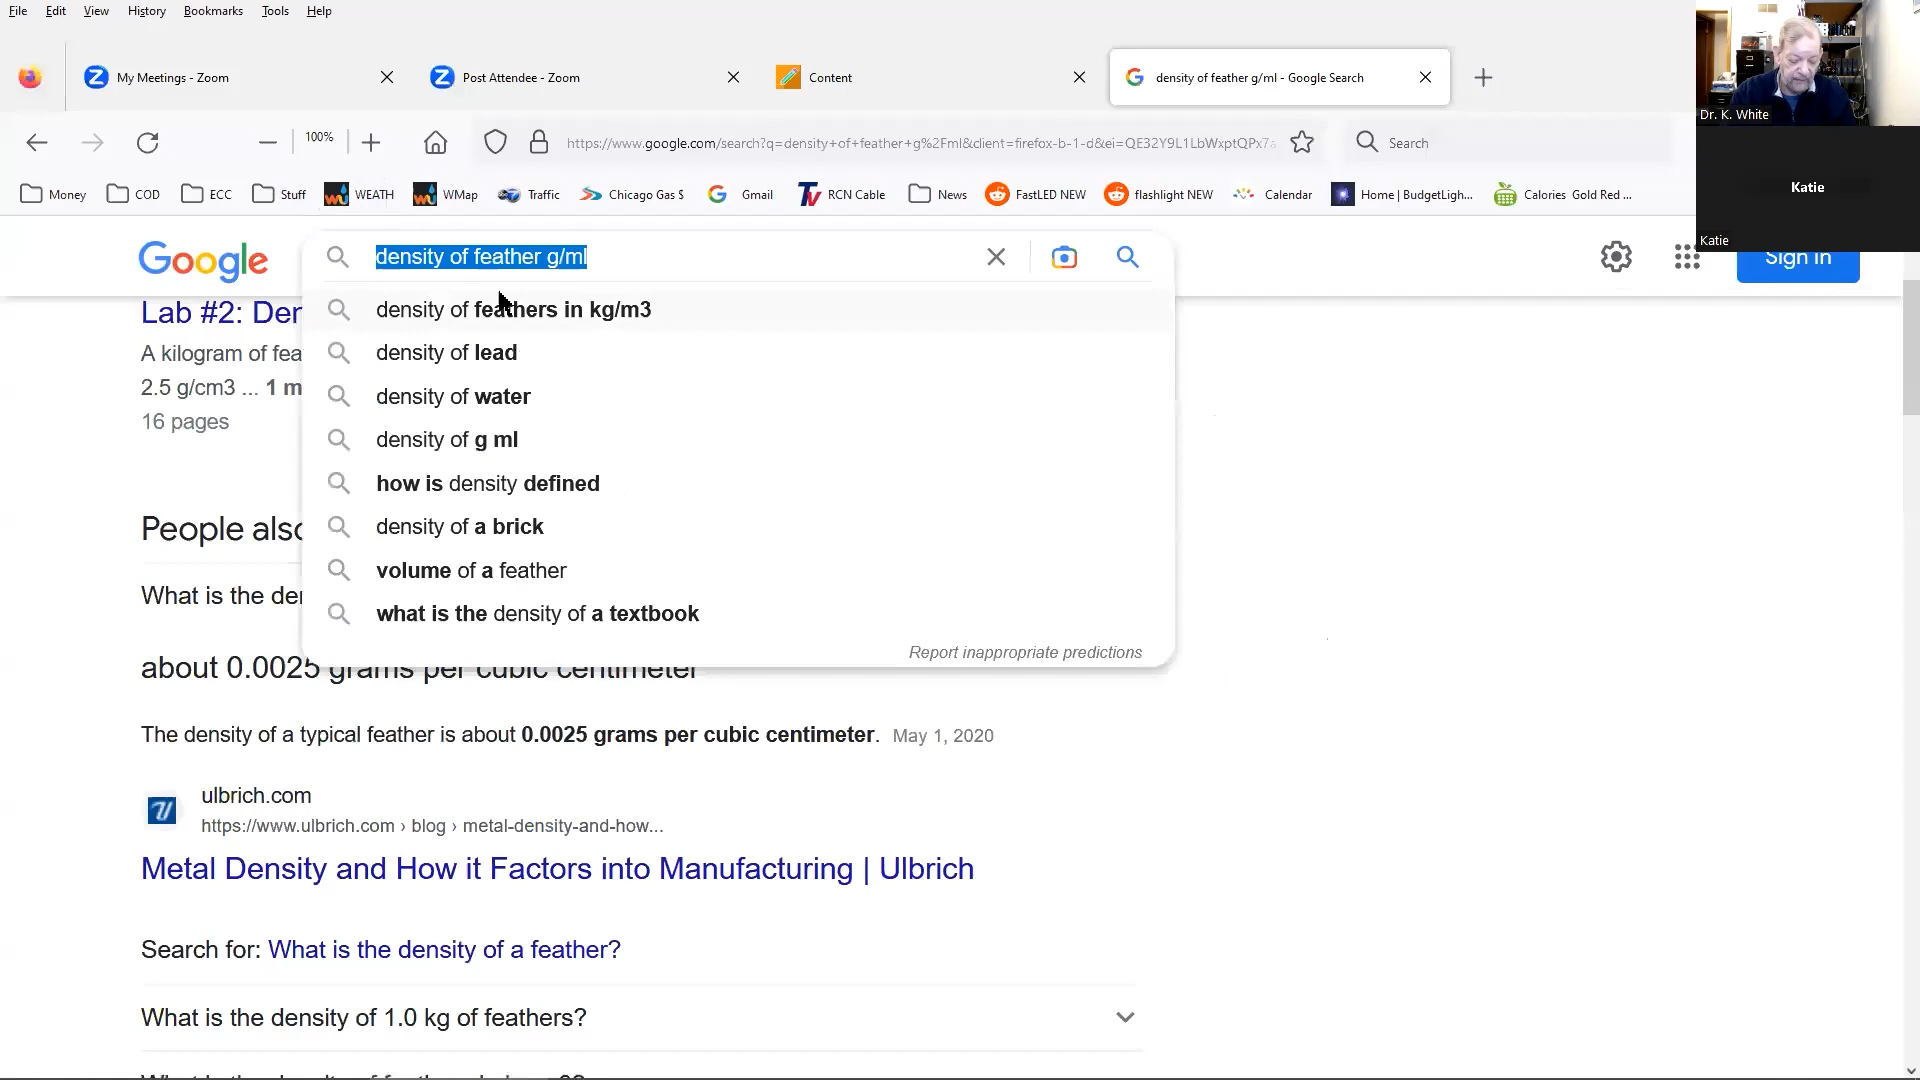 File Edit View History Bookmarks Tools Help
My Meetings - Zoom
Post Attendee - Zoom
Content
density of feather g/ml - Google Search
Dr. K. White
100%
https://www.google.com/search?q=density+of+feather+g%2Fml&client=firefox-b-1-d&ei=QE32Y9L1LbWxptQPx7a
Search
Katie
Money COD ECC Stuff WEATH WMap Traffic Chicago Gas $ Gmail RCN Cable News FastLED NEW flashlight NEW Calendar Home | BudgetLigh... Calories Gold Red ...
Katie
Google
density of feather g/ml
Sign in
Lab #2: Den
density of feathers in kg/m3
A kilogram of fea
density of lead
2.5 g/cm3 ... 1 m
density of water
16 pages
density of g ml
how is density defined
People also
density of a brick
volume of a feather
What is the den
what is the density of a textbook
Report inappropriate predictions
about 0.0025 grams per cubic centimeter
The density of a typical feather is about 0.0025 grams per cubic centimeter. May 1, 2020
ulbrich.com
https://www.ulbrich.com › blog › metal-density-and-how...
Metal Density and How it Factors into Manufacturing | Ulbrich
Search for: What is the density of a feather?
What is the density of 1.0 kg of feathers?